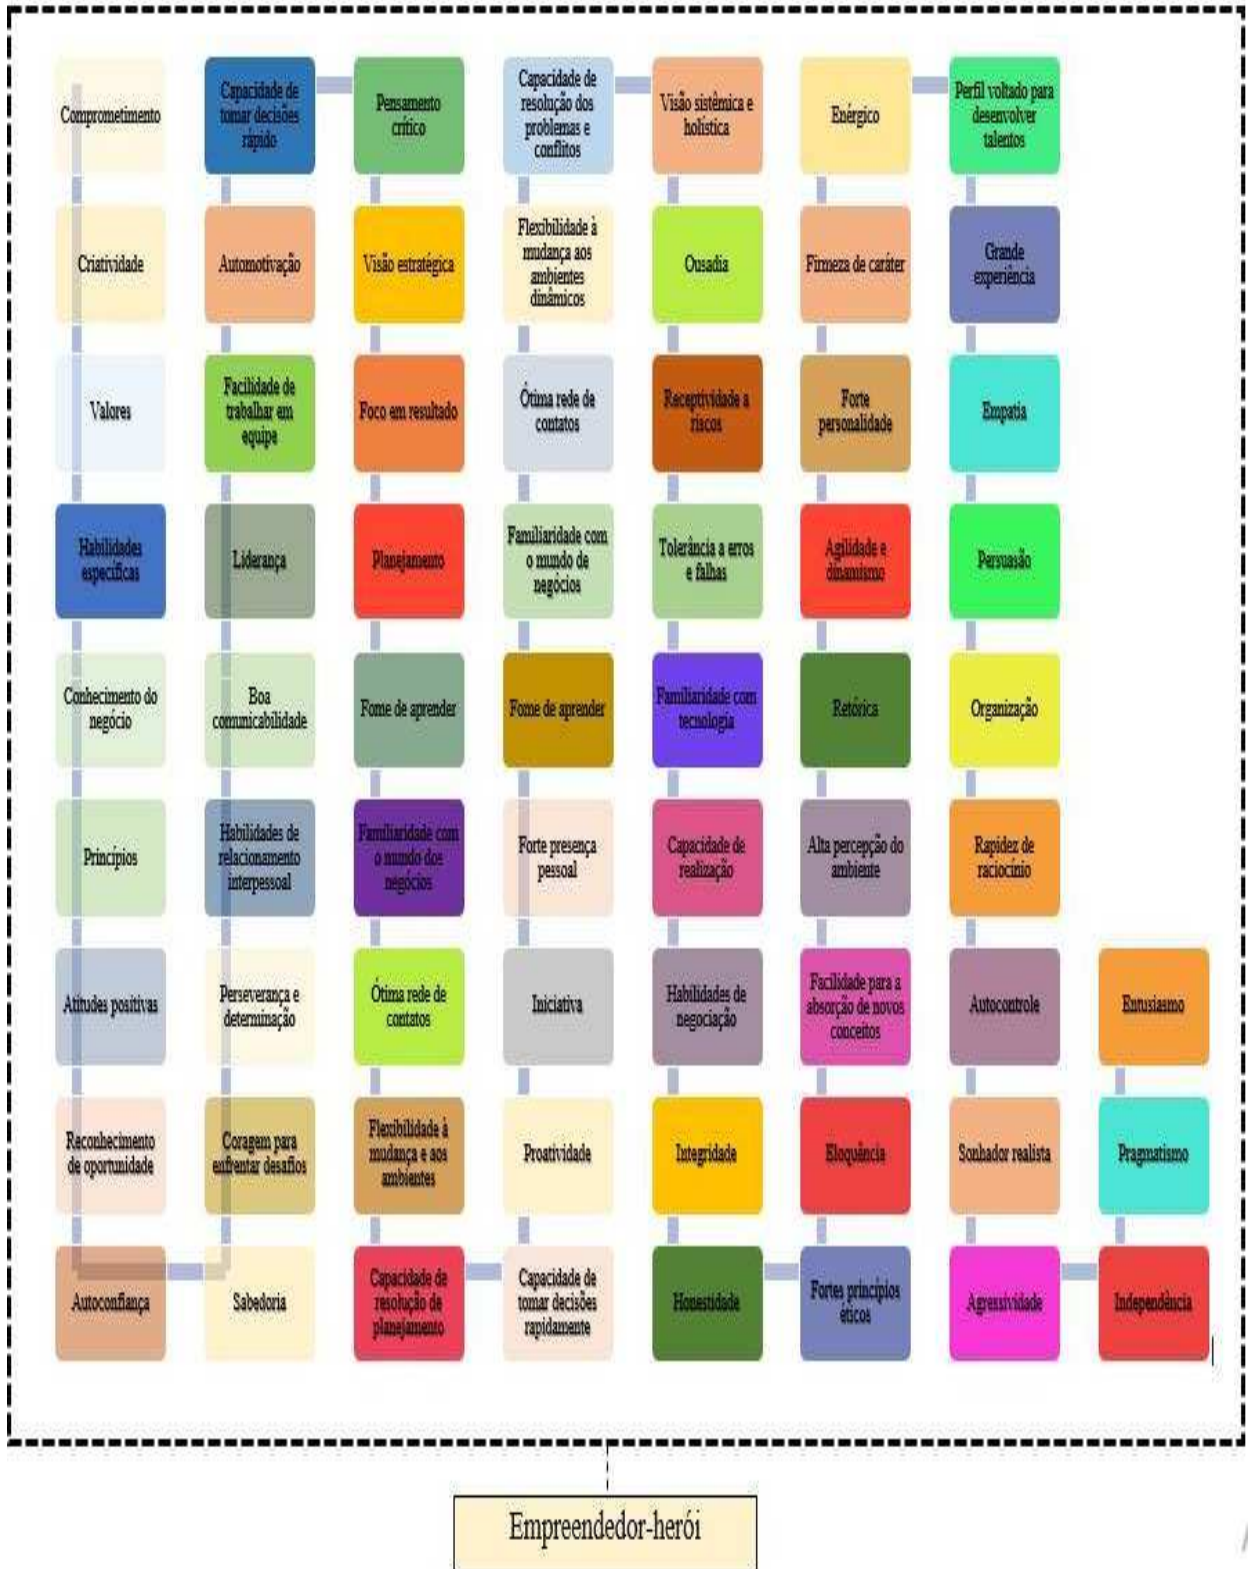 Comprometimento
Capacidade de
tomar decisões
rápido
Pensamento
crítico
Capacidade de
resolução dos
problemas e
conflitos
Visão sistêmica e
holística
Enérgico
Perfil voltado para
desenvolver
talentos
Criatividade
Automotivação
Visão estratégica
Flexibilidade à
mudança aos
ambientes
dinâmicos
Ousadia
Firmeza de caráter
Grande
experiência
Valores
Facilidade de
trabalhar em
equipe
Foco em resultado
Ótima rede de
contatos
Receptividade a
riscos
Forte
personalidade
Empatia
Habilidades
específicas
Liderança
Planejamento
Familiaridade com
o mundo de
negócios
Tolerância a erros
e falhas
Agilidade e
dinamismo
Persuasão
Conhecimento do
negócio
Boa
comunicabilidade
Fome de aprender
Fome de aprender
Familiaridade com
tecnologia
Retórica
Organização
Princípios
Habilidades de
relacionamento
interpessoal
Familiaridade com
o mundo dos
negócios
Forte presença
pessoal
Capacidade de
realização
Alta percepção do
ambiente
Rapidez de
raciocínio
Atitudes positivas
Perseverança e
determinação
Ótima rede de
contatos
Iniciativa
Habilidades de
negociação
Facilidade para a
absorção de novos
conceitos
Autocontrole
Entusiasmo
Reconhecimento
de oportunidade
Coragem para
enfrentar desafios
Flexibilidade à
mudança e aos
ambientes
Proatividade
Integridade
Eloquência
Sonhador realista
Pragmatismo
Autoconfiança
Sabedoria
Capacidade de
resolução de
planejamento
Capacidade de
tomar decisões
rapidamente
Honestidade
Fortes princípios
éticos
Agressividade
Independência
Empreendedor-herói